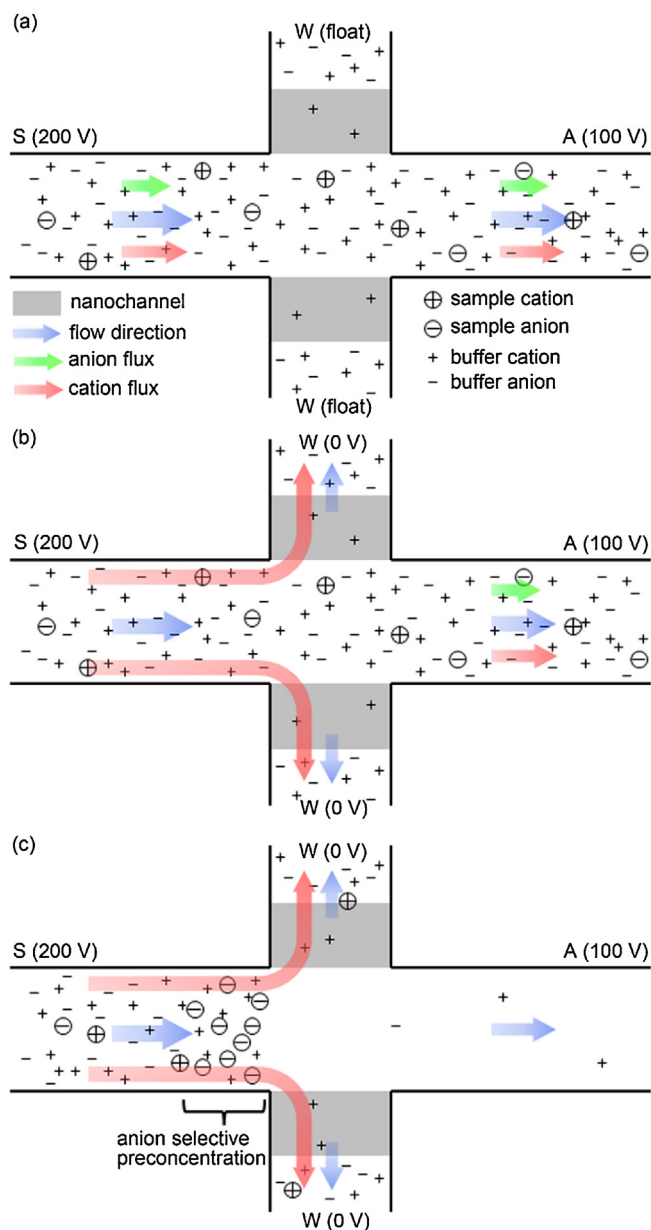 (a)
W (float)
S (200 V)
A (100 V)
nanochannel
flow direction
anion flux
cation flux
sample cation
sample anion
buffer cation
buffer anion
W (float)
(b)
W (0 V)
S (200 V)
A (100 V)
W (0 V)
(c)
W (0 V)
S (200 V)
A (100 V)
anion selective
preconcentration
W (0 V)